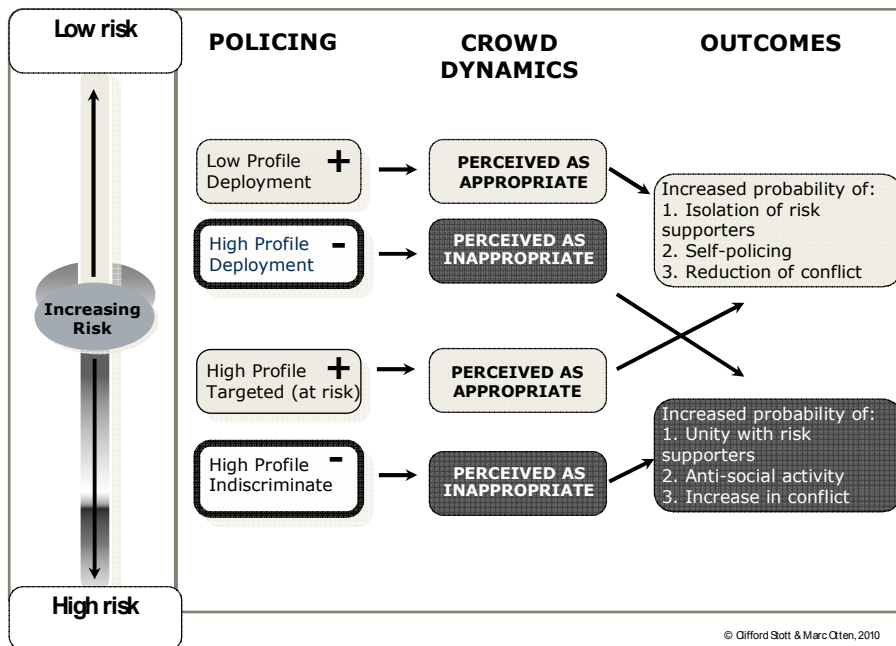 Low risk
POLICING
CROWD
DYNAMICS
OUTCOMES
Low Profile
Deployment
+
PERCEIVED AS
APPROPRIATE
High Profile
Deployment
-
PERCEIVED AS
INAPPROPRIATE
Increased probability of:
1. Isolation of risk
supporters
2. Self-policing
3. Reduction of conflict
Increasing
Risk
High Profile
Targeted (at risk)
+
PERCEIVED AS
APPROPRIATE
High Profile
Indiscriminate
-
PERCEIVED AS
INAPPROPRIATE
Increased probability of:
1. Unity with risk
supporters
2. Anti-social activity
3. Increase in conflict
High risk
© Clifford Stott & Marc Otten, 2010